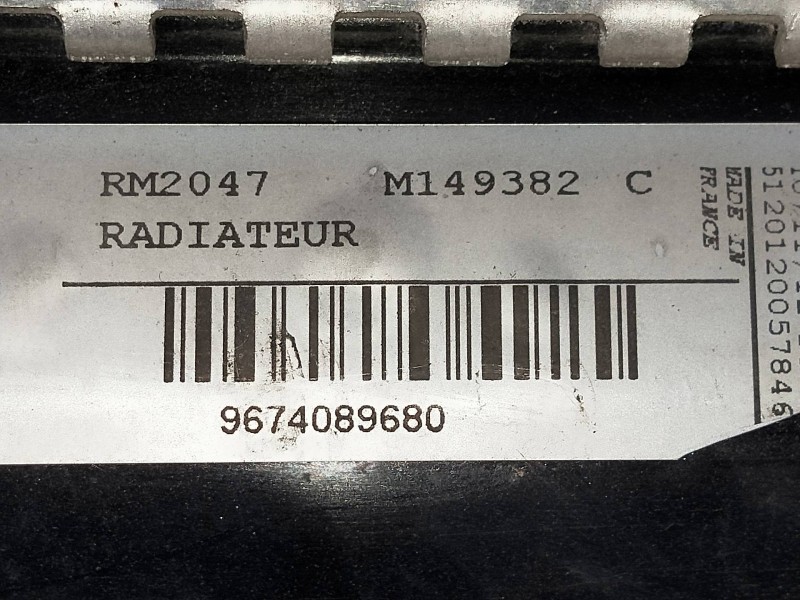 RM2047 M149382 C
RADIATEUR
9674089680
MADE IN
FRANCE
5120120057846